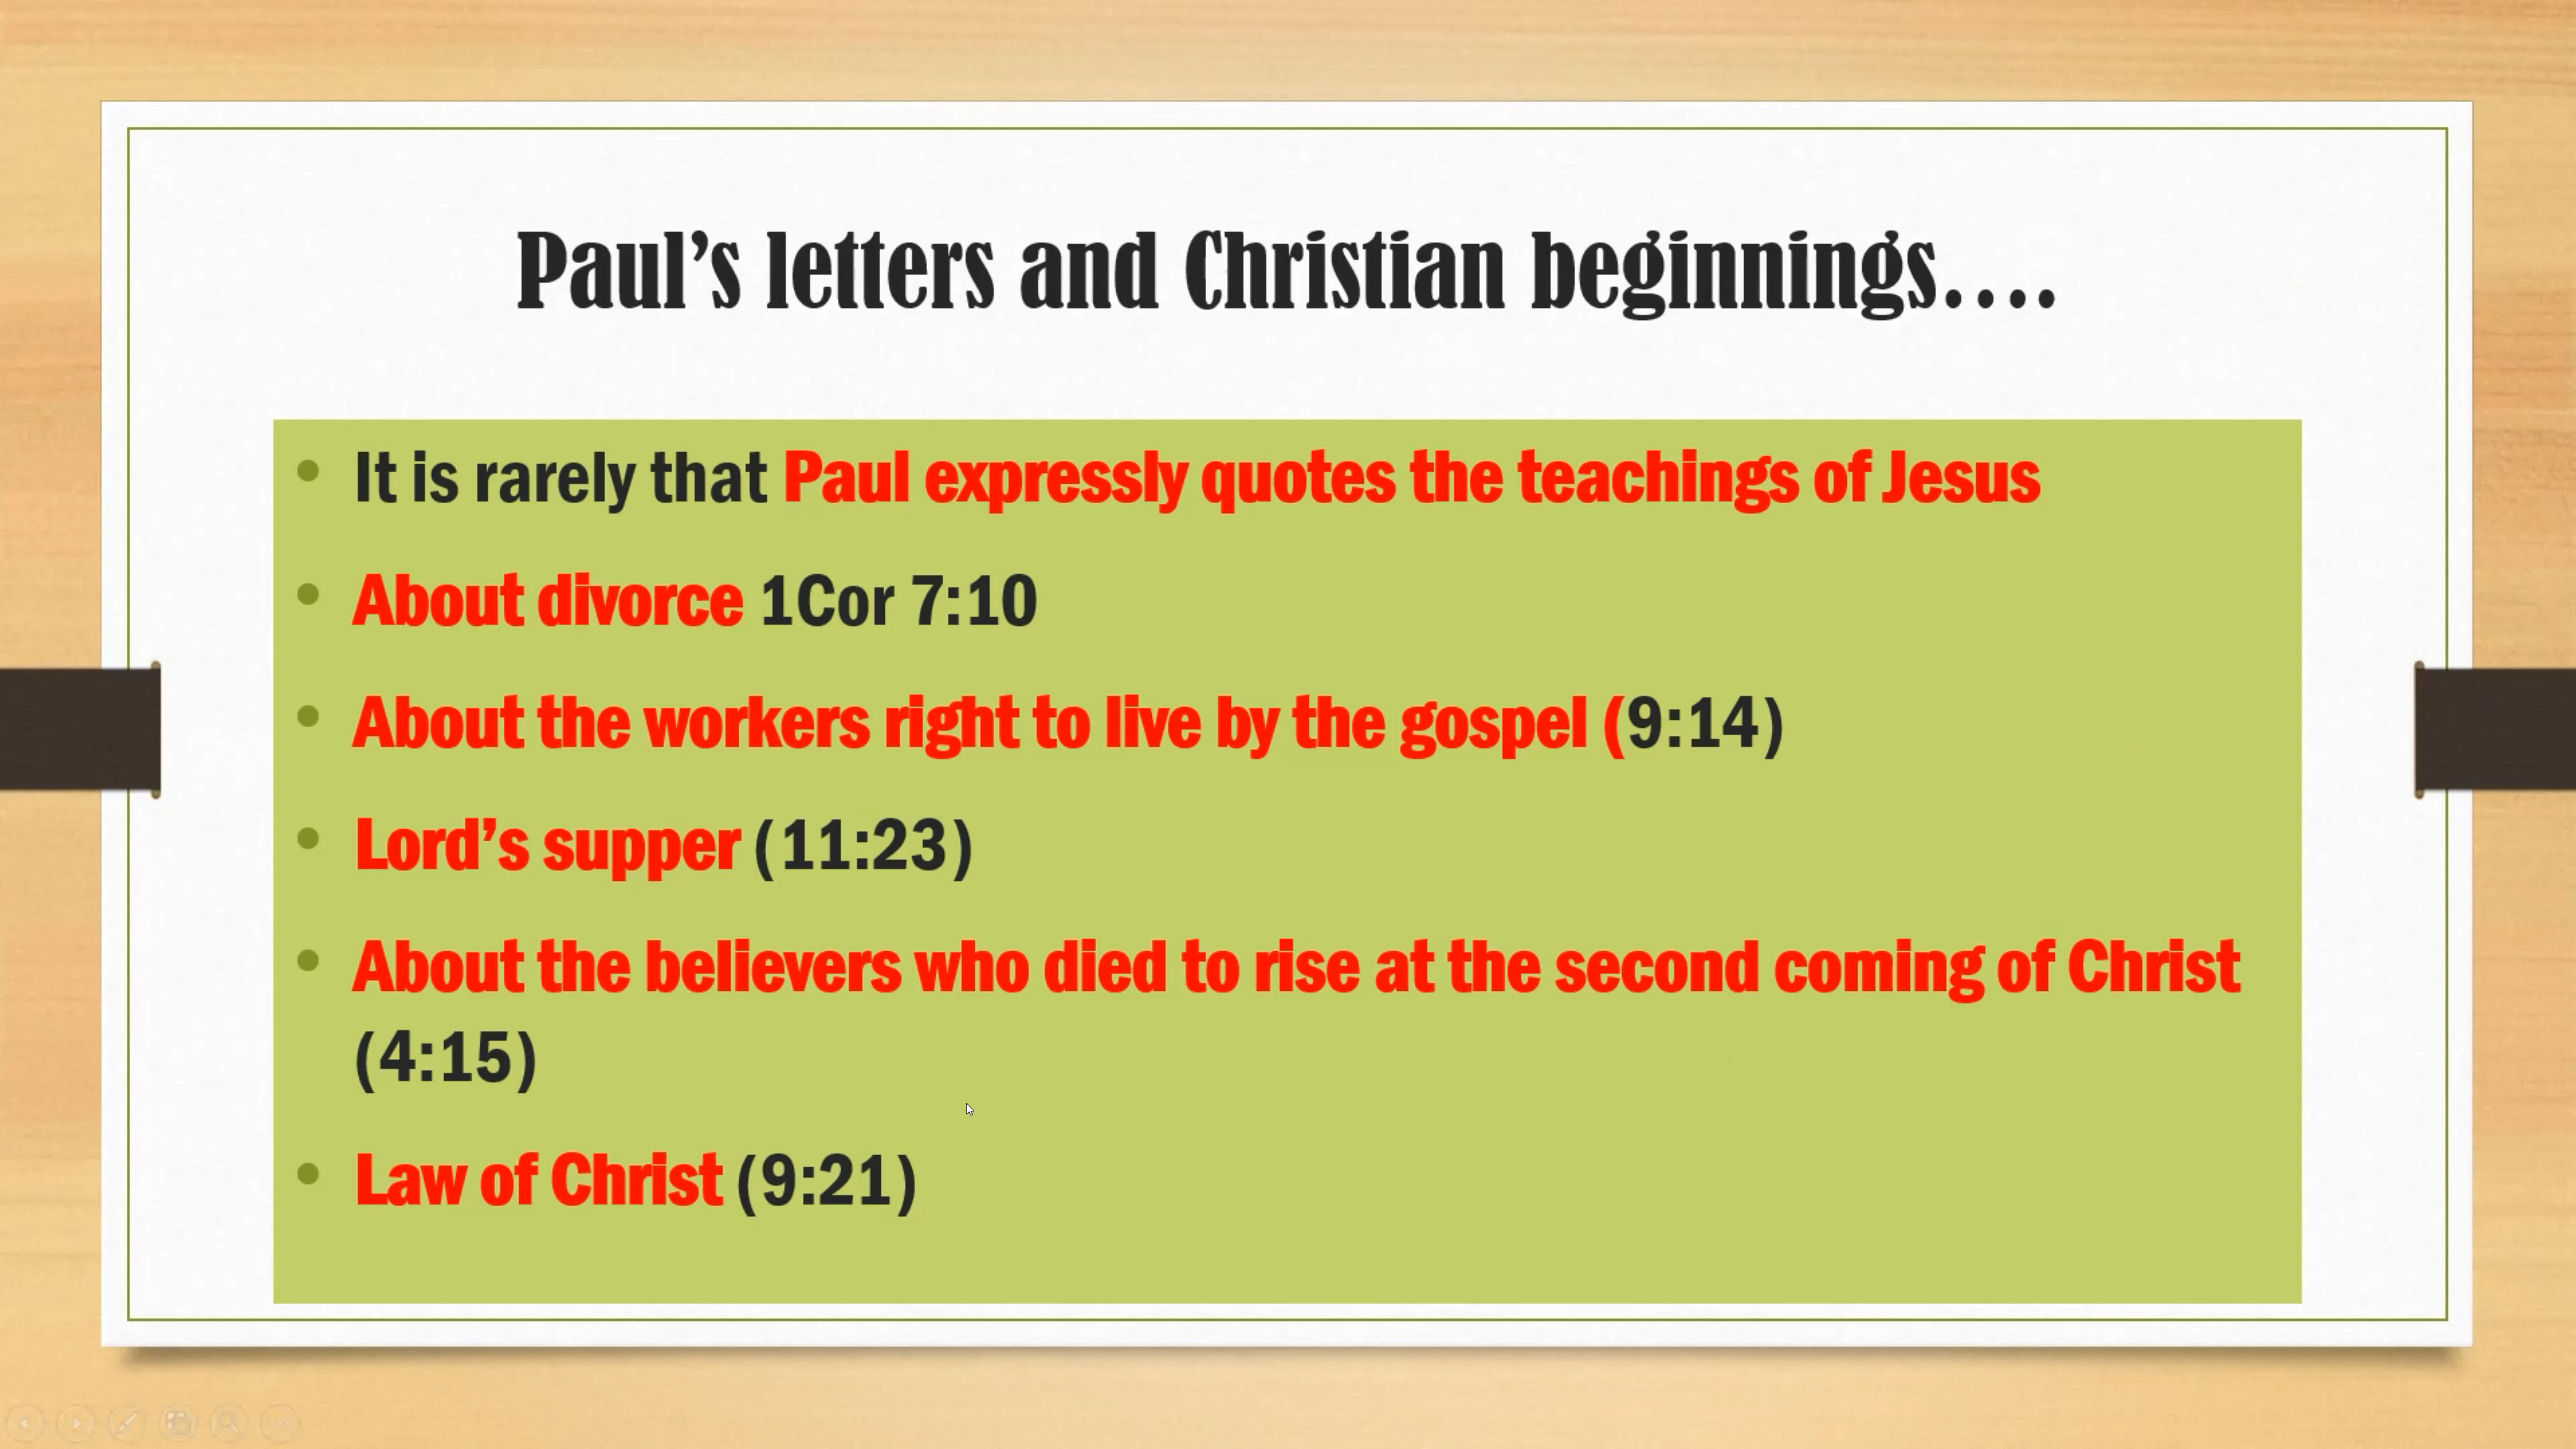 Paul’s letters and Christian beginnings….
It is rarely that Paul expressly quotes the teachings of Jesus
About divorce 1Cor 7:10
About the workers right to live by the gospel (9:14)
Lord’s supper (11:23)
About the believers who died to rise at the second coming of Christ
(4:15)
Law of Christ (9:21)